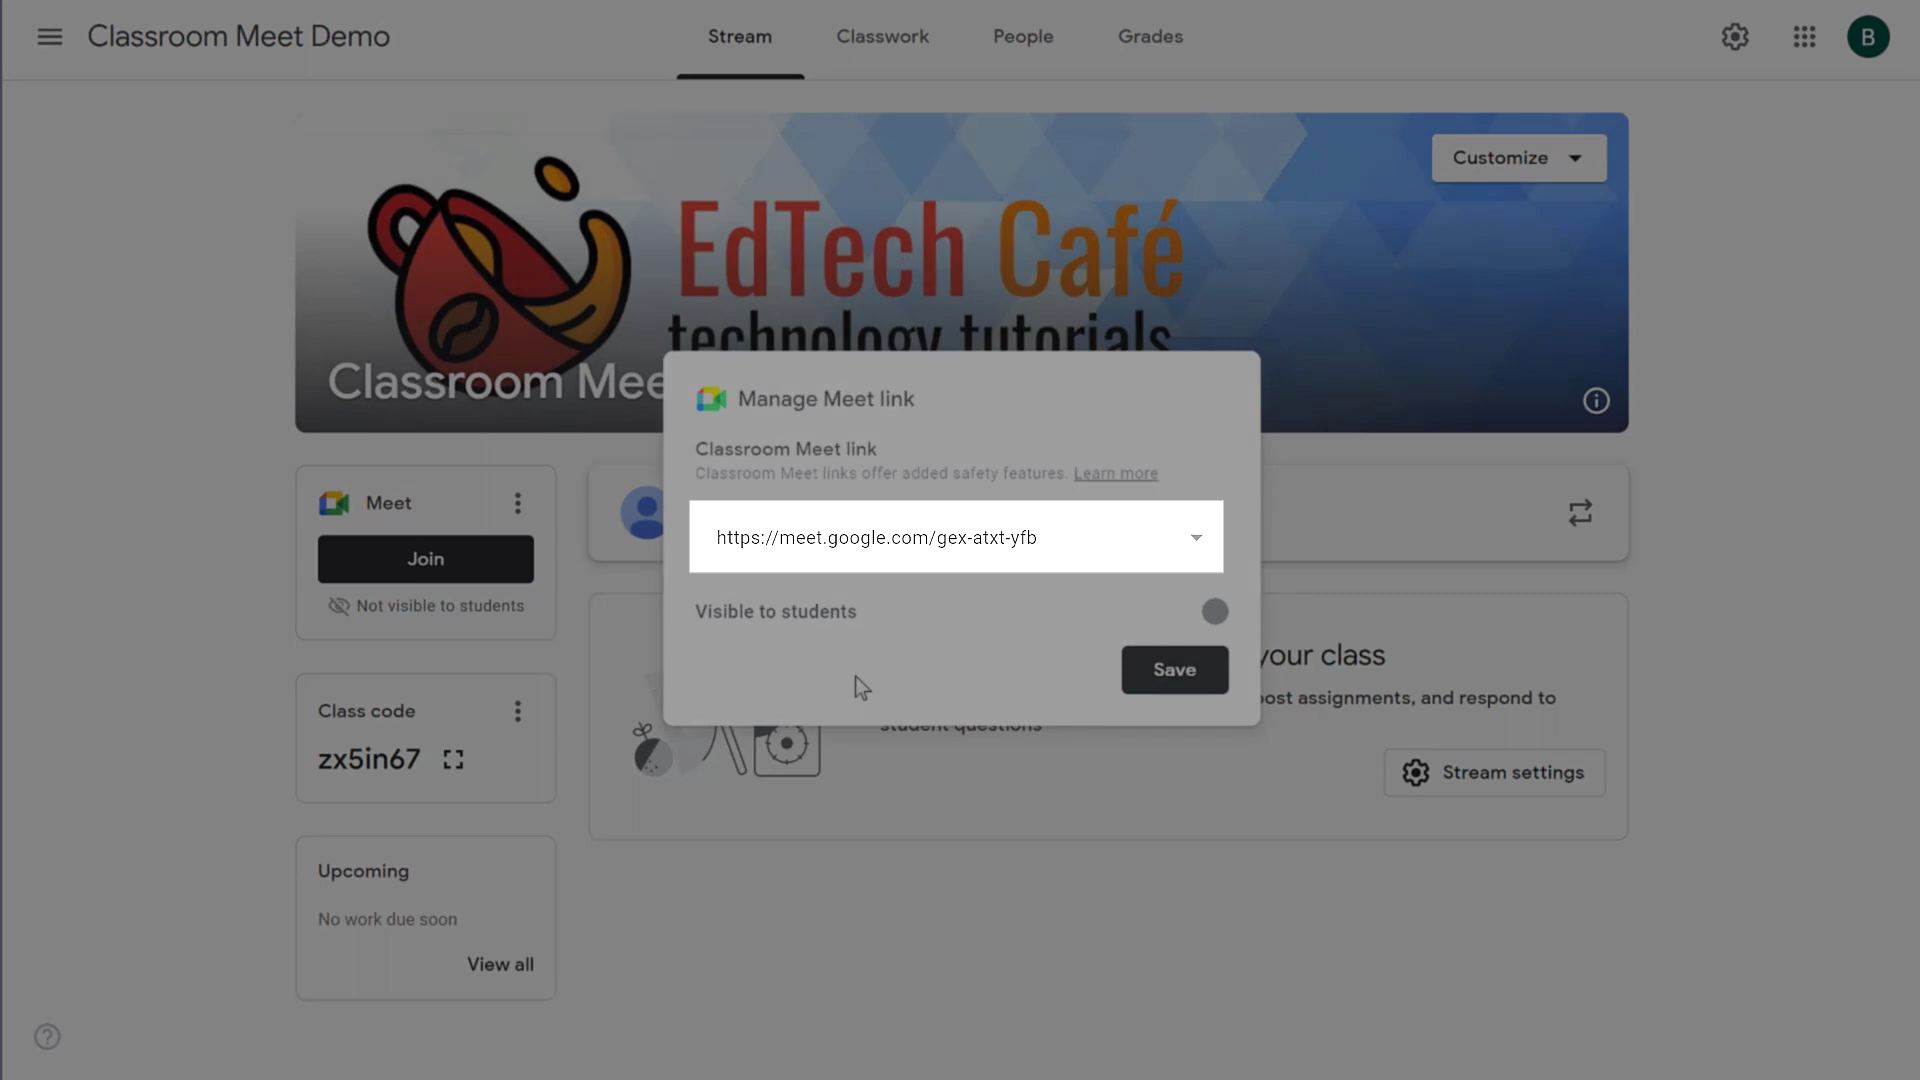 Classroom Meet Demo
Stream
Classwork
People
Grades
B
Customize
EdTech Café
technology tutorials
Classroom Mee
Manage Meet link
Classroom Meet link
Classroom Meet links offer added safety features. Learn more
https://meet.google.com/gex-atxt-yfb
Visible to students
Save
Meet
Join
Not visible to students
your class
post assignments, and respond to
student questions
Stream settings
Class code
zx5in67
Upcoming
No work due soon
View all